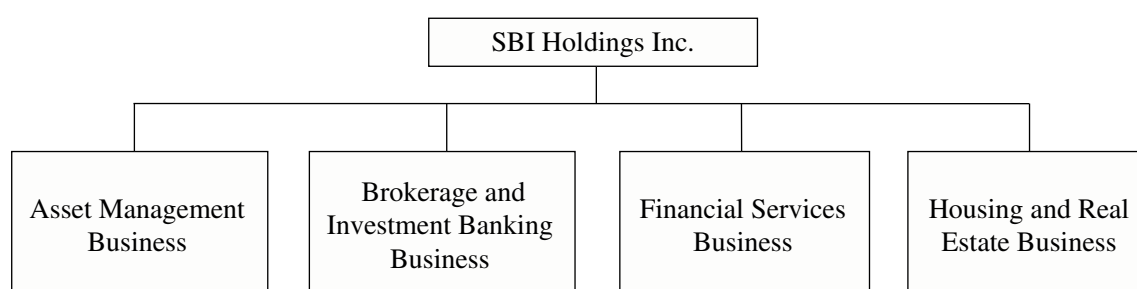 SBI Holdings Inc.
Asset Management
Business
Brokerage and
Investment Banking
Business
Financial Services
Business
Housing and Real
Estate Business